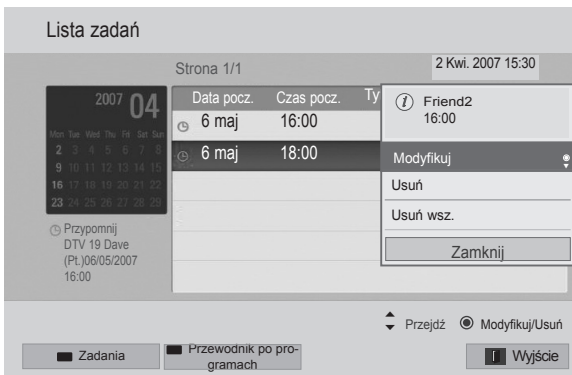 Lista zadań
Strona 1/1
2 Kwi. 2007 15:30
2007 04
Mon Tue Wed Thu Fri Sat Sun
2 3 4 5 6 7 8
9 10 11 12 13 14 15
16 17 18 19 20 21 22
23 24 25 26 27 28 29
Przypomnij
DTV 19 Dave
(Pt.)06/05/2007
16:00
Data pocz. Czas pocz. Ty
6 maj 16:00
6 maj 18:00
Friend2
16:00
Modyfikuj
Usuń
Usuń wsz.
Zamknij
Przejdź Modyfikuj/Usuń
Zadania
Przewodnik po pro-
gramach
Wyjście